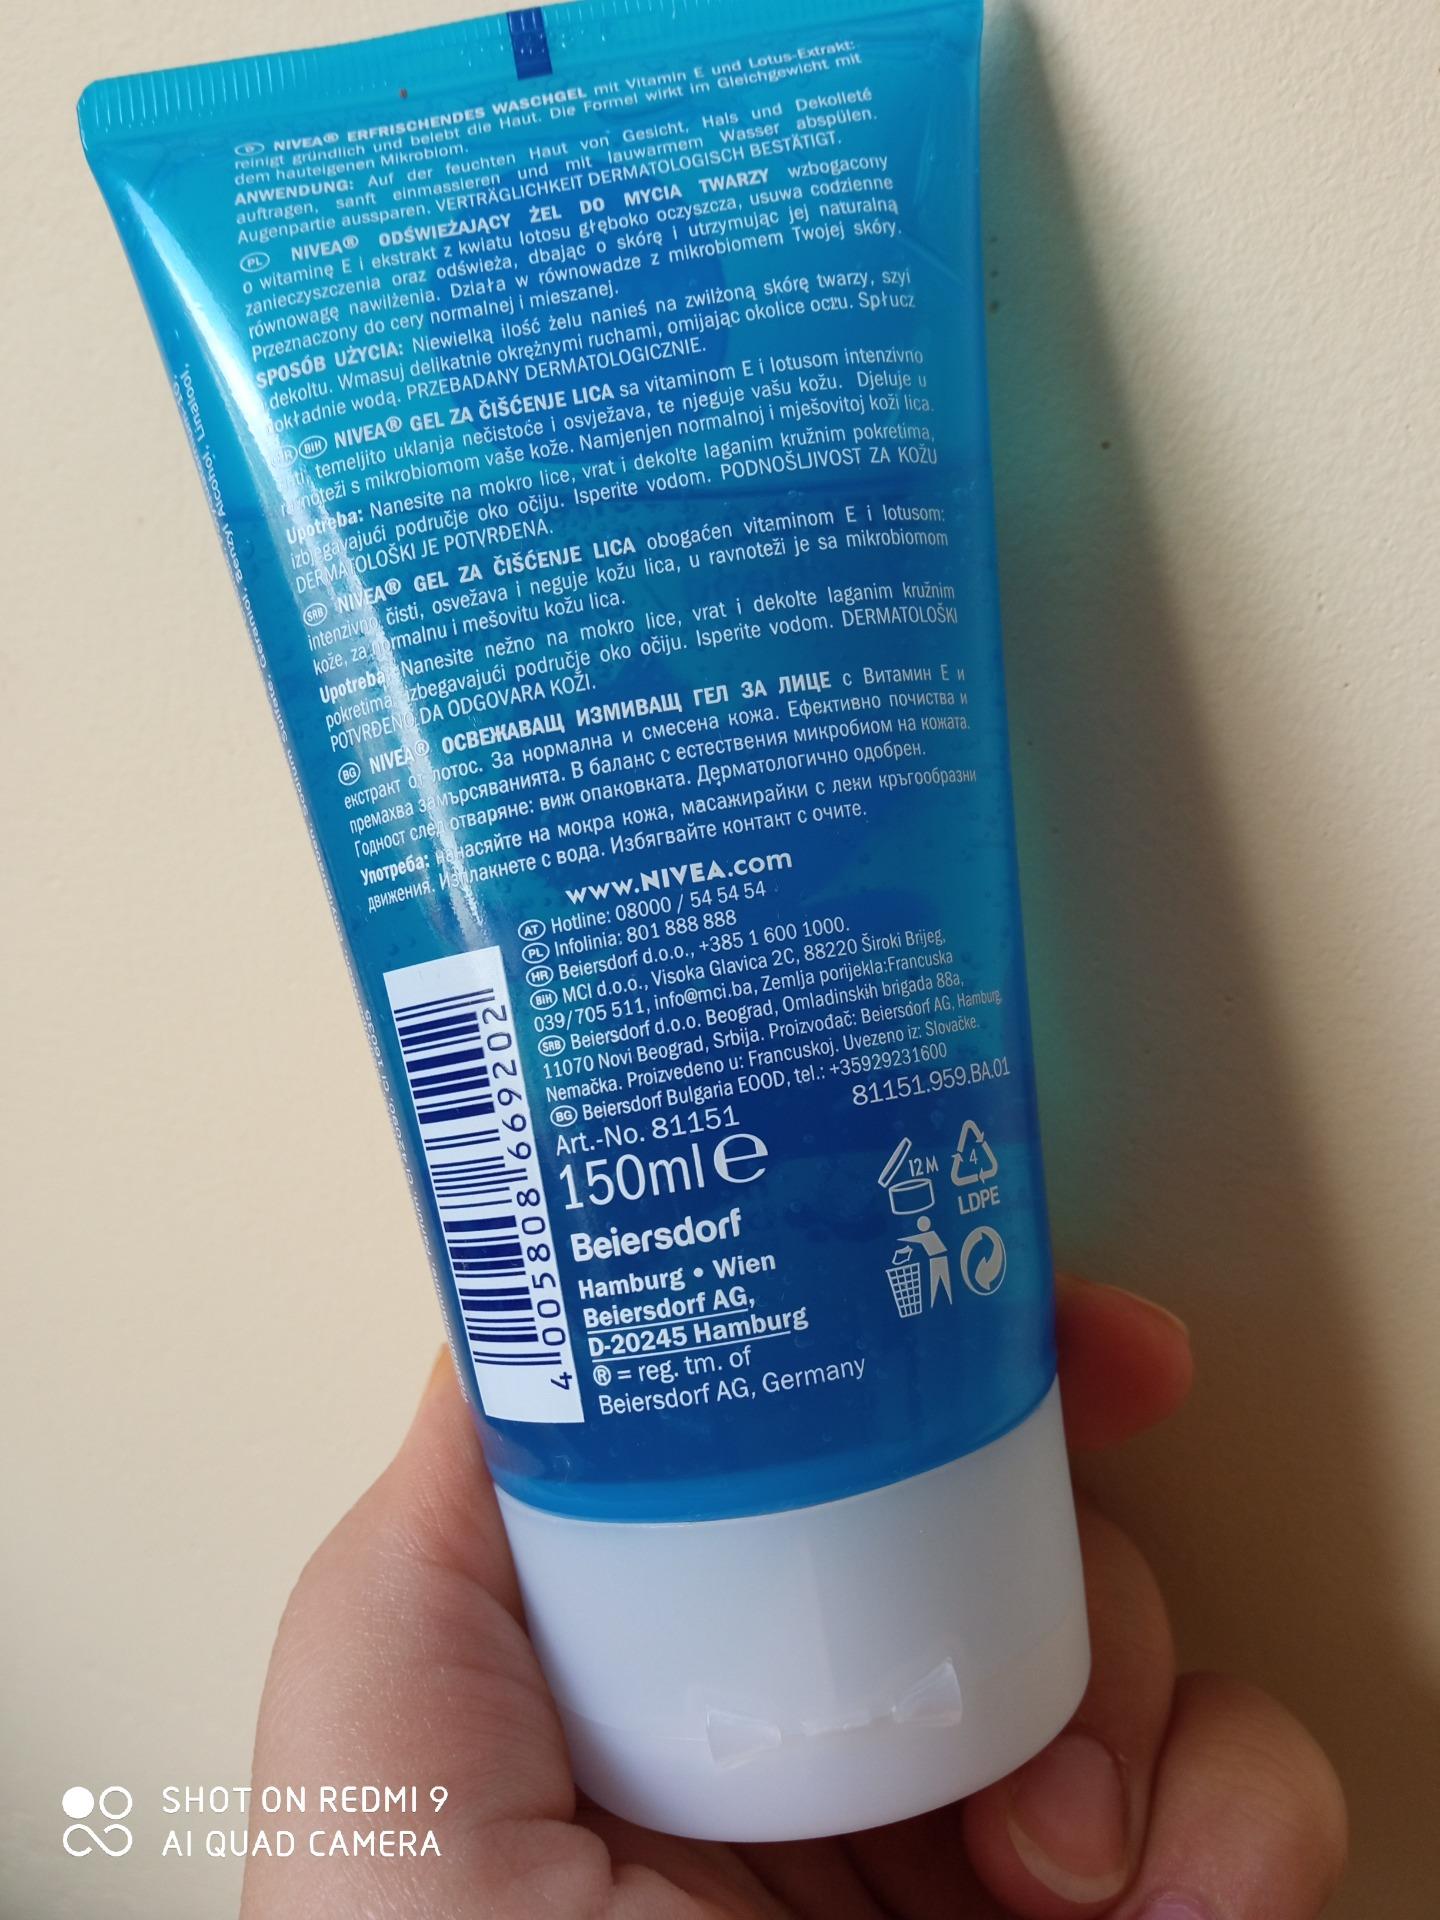 D NIVEA® ERFRISCHENDES WASCHGEL mit Vitamin E und Lotus-Extrakt:
reinigt gründlich und belebt die Haut. Die Formel wirkt im Gleichgewicht mit
dem hauteigenen Mikrobiom.
ANWENDUNG: Auf der feuchten Haut von Gesicht, Hals und Dekolleté
auftragen, sanft einmassieren und mit lauwarmem Wasser abspülen.
Augenpartie aussparen. VERTRÄGLICHKEIT DERMATOLOGISCH BESTÄTIGT.
PL NIVEA® ODŚWIEŻAJĄCY ŻEL DO MYCIA TWARZY wzbogacony
o witaminę E i ekstrakt z kwiatu lotosu głęboko oczyszcza, usuwa codzienne
zanieczyszczenia oraz odświeża, dbając o skórę i utrzymując jej naturalną
równowagę nawilżenia. Działa w równowadze z mikrobiomem Twojej skóry.
Przeznaczony do cery normalnej i mieszanej.
SPOSÓB UŻYCIA: Niewielką ilość żelu nanieś na zwilżoną skórę twarzy, szyi
i dekoltu. Wmasuj delikatnie okrężnymi ruchami, omijając okolice oczu. Spłucz
dokładnie wodą. PRZEBADANY DERMATOLOGICZNIE.
HR BIH NIVEA® GEL ZA ČIŠĆENJE LICA sa vitaminom E i lotusom intenzivno
čisti, temeljito uklanja nečistoće i osvježava, te njeguje vašu kožu. Djeluje u
ravnoteži s mikrobiomom vaše kože. Namjenjen normalnoj i mješovitoj koži lica.
Upotreba: Nanesite na mokro lice, vrat i dekolte laganim kružnim pokretima,
izbjegavajući područje oko očiju. Isperite vodom. PODNOŠLJIVOST ZA KOŽU
DERMATOLOŠKI JE POTVRĐENA.
SRB NIVEA® GEL ZA ČIŠĆENJE LICA obogaćen vitaminom E i lotusom:
intenzivno čisti, osvežava i neguje kožu lica, u ravnoteži je sa mikrobiomom
kože, za normalnu i mešovitu kožu lica.
Upotreba: Nanesite nežno na mokro lice, vrat i dekolte laganim kružnim
pokretima, izbegavajući područje oko očiju. Isperite vodom. DERMATOLOŠKI
POTVRĐENO DA ODGOVARA KOŽI.
BG NIVEA® ОСВЕЖАВАЩ ИЗМИВАЩ ГЕЛ ЗА ЛИЦЕ с Витамин Е и
екстракт от лотос. За нормална и смесена кожа. Ефективно почиства и
премахва замърсяванията. В баланс с естествения микробиом на кожата.
Годност след отваряне: виж опаковката. Дерматологично одобрен.
Употреба: нанасяйте на мокра кожа, масажирайки с леки кръгообразни
движения. Изплакнете с вода. Избягвайте контакт с очите.
www.NIVEA.com
AT Hotline: 08000 / 54 54 54
PL Infolinia: 801 888 888
HR Beiersdorf d.o.o., +385 1 600 1000.
BIH MCI d.o.o., Visoka Glavica 2C, 88220 Široki Brijeg,
039/705 511, info@mci.ba, Zemlja porijekla:Francuska
SRB Beiersdorf d.o.o. Beograd, Omladinskih brigada 88a,
11070 Novi Beograd, Srbija. Proizvođač: Beiersdorf AG, Hamburg,
Nemačka. Proizvedeno u: Francuskoj. Uvezeno iz: Slovačke.
BG Beiersdorf Bulgaria EOOD, tel.: +35929231600
81151.959.BA.01
Art.-No. 81151
150ml e
12 M
4
LDPE
Beiersdorf
Hamburg • Wien
Beiersdorf AG,
D-20245 Hamburg
® = reg. tm. of
Beiersdorf AG, Germany
4 005808 669202
Benzyl Alcohol, Linalool,
SHOT ON REDMI 9
AI QUAD CAMERA